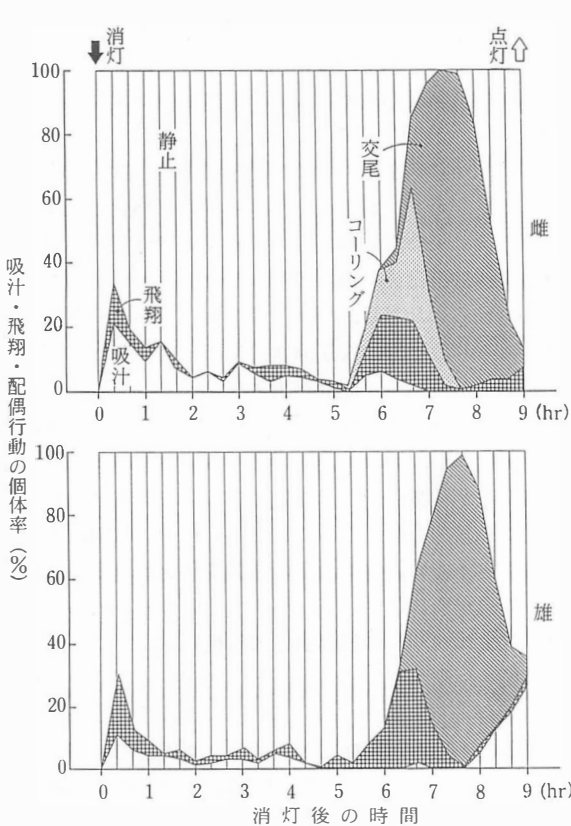 消灯
点灯
100
80
60
40
20
0
静止
飛翔
吸汁
コーリング
交尾
雌
0 1 2 3 4 5 6 7 8 9 (hr)
吸汁・飛翔・配偶行動の個体率(%)
100
80
60
40
20
0
雄
0 1 2 3 4 5 6 7 8 9 (hr)
消灯後の時間